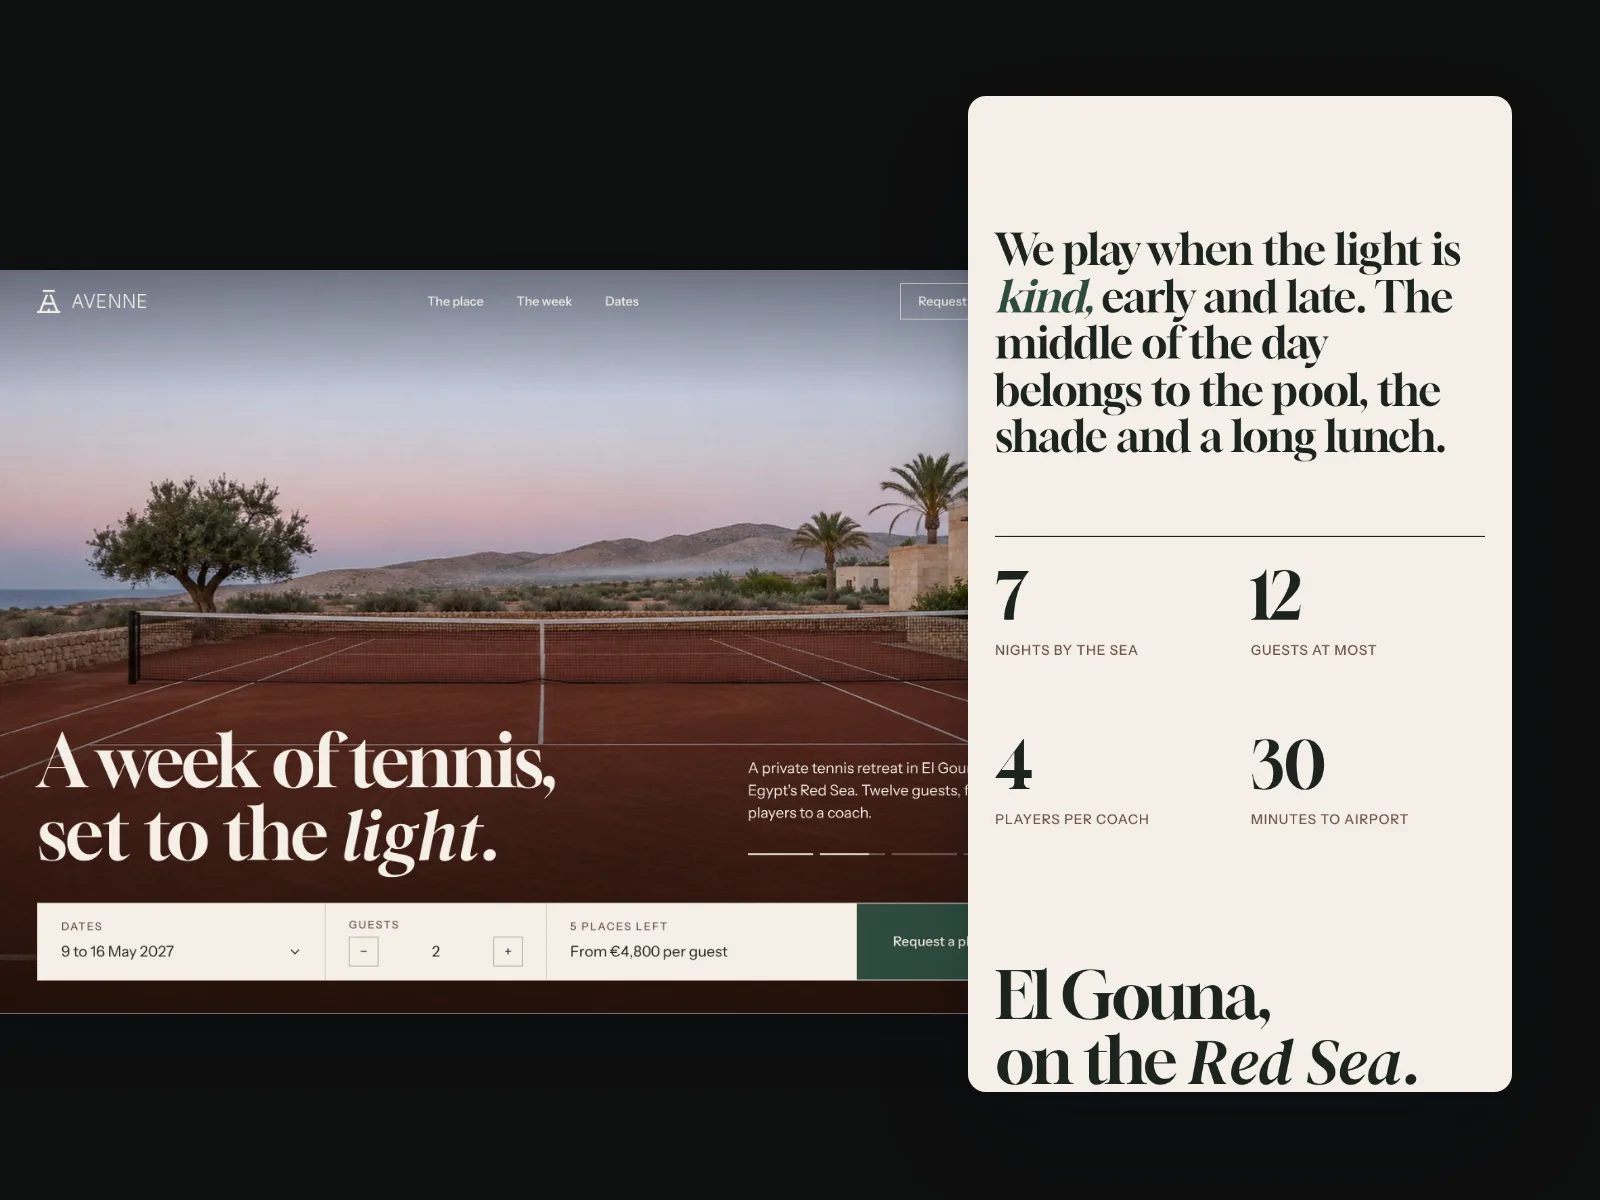 AVENNE
The place
The week
Dates
Request
A week of tennis,
set to the light.
A private tennis retreat in El Gou
Egypt's Red Sea. Twelve guests, f
players to a coach.
DATES
9 to 16 May 2027
GUESTS
−
2
+
5 PLACES LEFT
From €4,800 per guest
Request a pl
We play when the light is
kind, early and late. The
middle of the day
belongs to the pool, the
shade and a long lunch.
7
NIGHTS BY THE SEA
12
GUESTS AT MOST
4
PLAYERS PER COACH
30
MINUTES TO AIRPORT
El Gouna,
on the Red Sea.